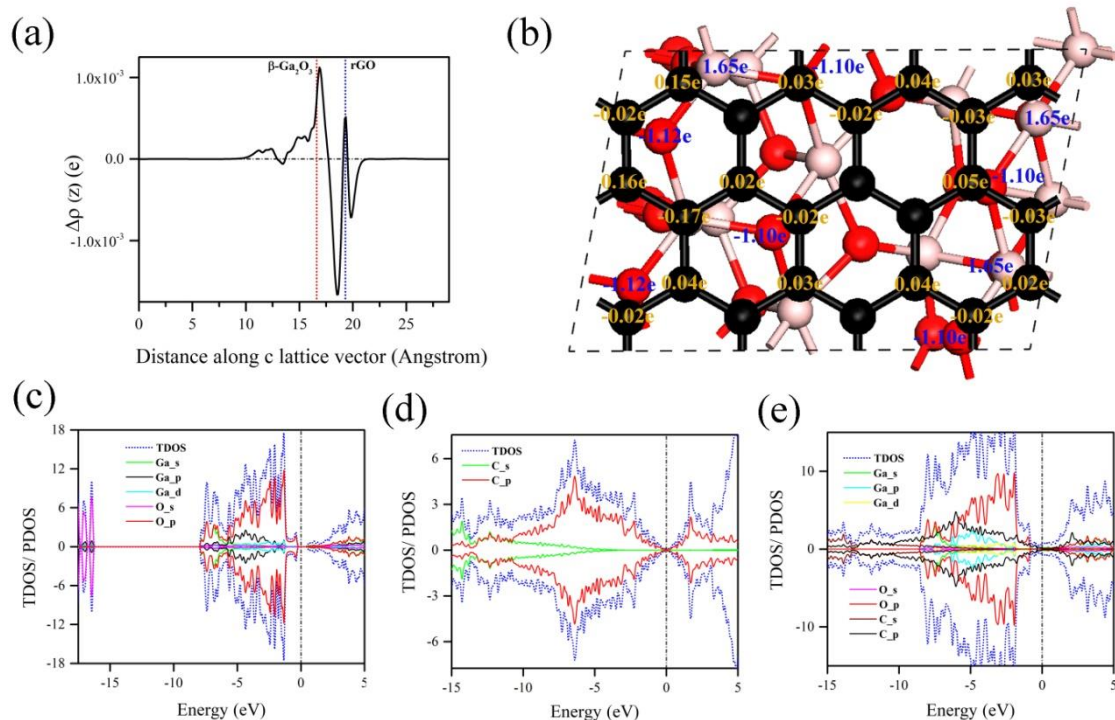 (a)
β-Ga₂O₃
rGO
1.0x10⁻³
0.0
-1.0x10⁻³
Δρ (z) (e)
0 5 10 15 20 25
Distance along c lattice vector (Angstrom)
(b)
0.15e 1.65e 0.03e -1.10e 0.04e 0.03e
-0.02e -0.02e -0.03e 1.65e
-1.12e
0.16e 0.02e 0.05e -1.10e
-0.17e -0.02e -0.03e
-1.10e
1.65e
-1.12e 0.04e 0.03e 0.04e 0.02e
-0.02e -0.02e
-1.10e
(c)
18
12
6
0
-6
-12
-18
TDOS/ PDOS
TDOS
Ga_s
Ga_p
Ga_d
O_s
O_p
-15 -10 -5 0 5
Energy (eV)
(d)
6
3
0
-3
-6
TDOS/ PDOS
TDOS
C_s
C_p
-15 -10 -5 0 5
Energy (eV)
(e)
10
0
-10
TDOS/ PDOS
TDOS
Ga_s
Ga_p
Ga_d
O_s
O_p
C_s
C_p
-15 -10 -5 0 5
Energy (eV)